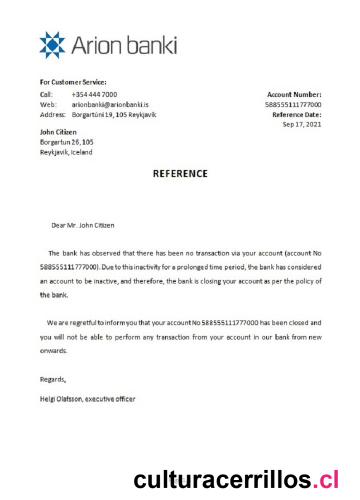 Arion banki
For Customer Service:
Call: +354 444 7000
Web: arionbanki@arionbanki.is
Address: Borgartúni 19, 105 Reykjavik
Account Number:
588555111777000
Reference Date:
Sep 17, 2021
John Citizen
Borgartun 26, 105
Reykjavik, Iceland
REFERENCE
Dear Mr. John Citizen
The bank has observed that there has been no transaction via your account (account No
588555111777000). Due to this inactivity for a prolonged time period, the bank has considered
an account to be inactive, and therefore, the bank is closing your account as per the policy of
the bank.
We are regretful to inform you that your account No 588555111777000 has been closed and
you will not be able to perform any transaction from your account in our bank from new
onwards.
Regards,
Helgi Olafsson, executive officer
culturacerrillos.cl